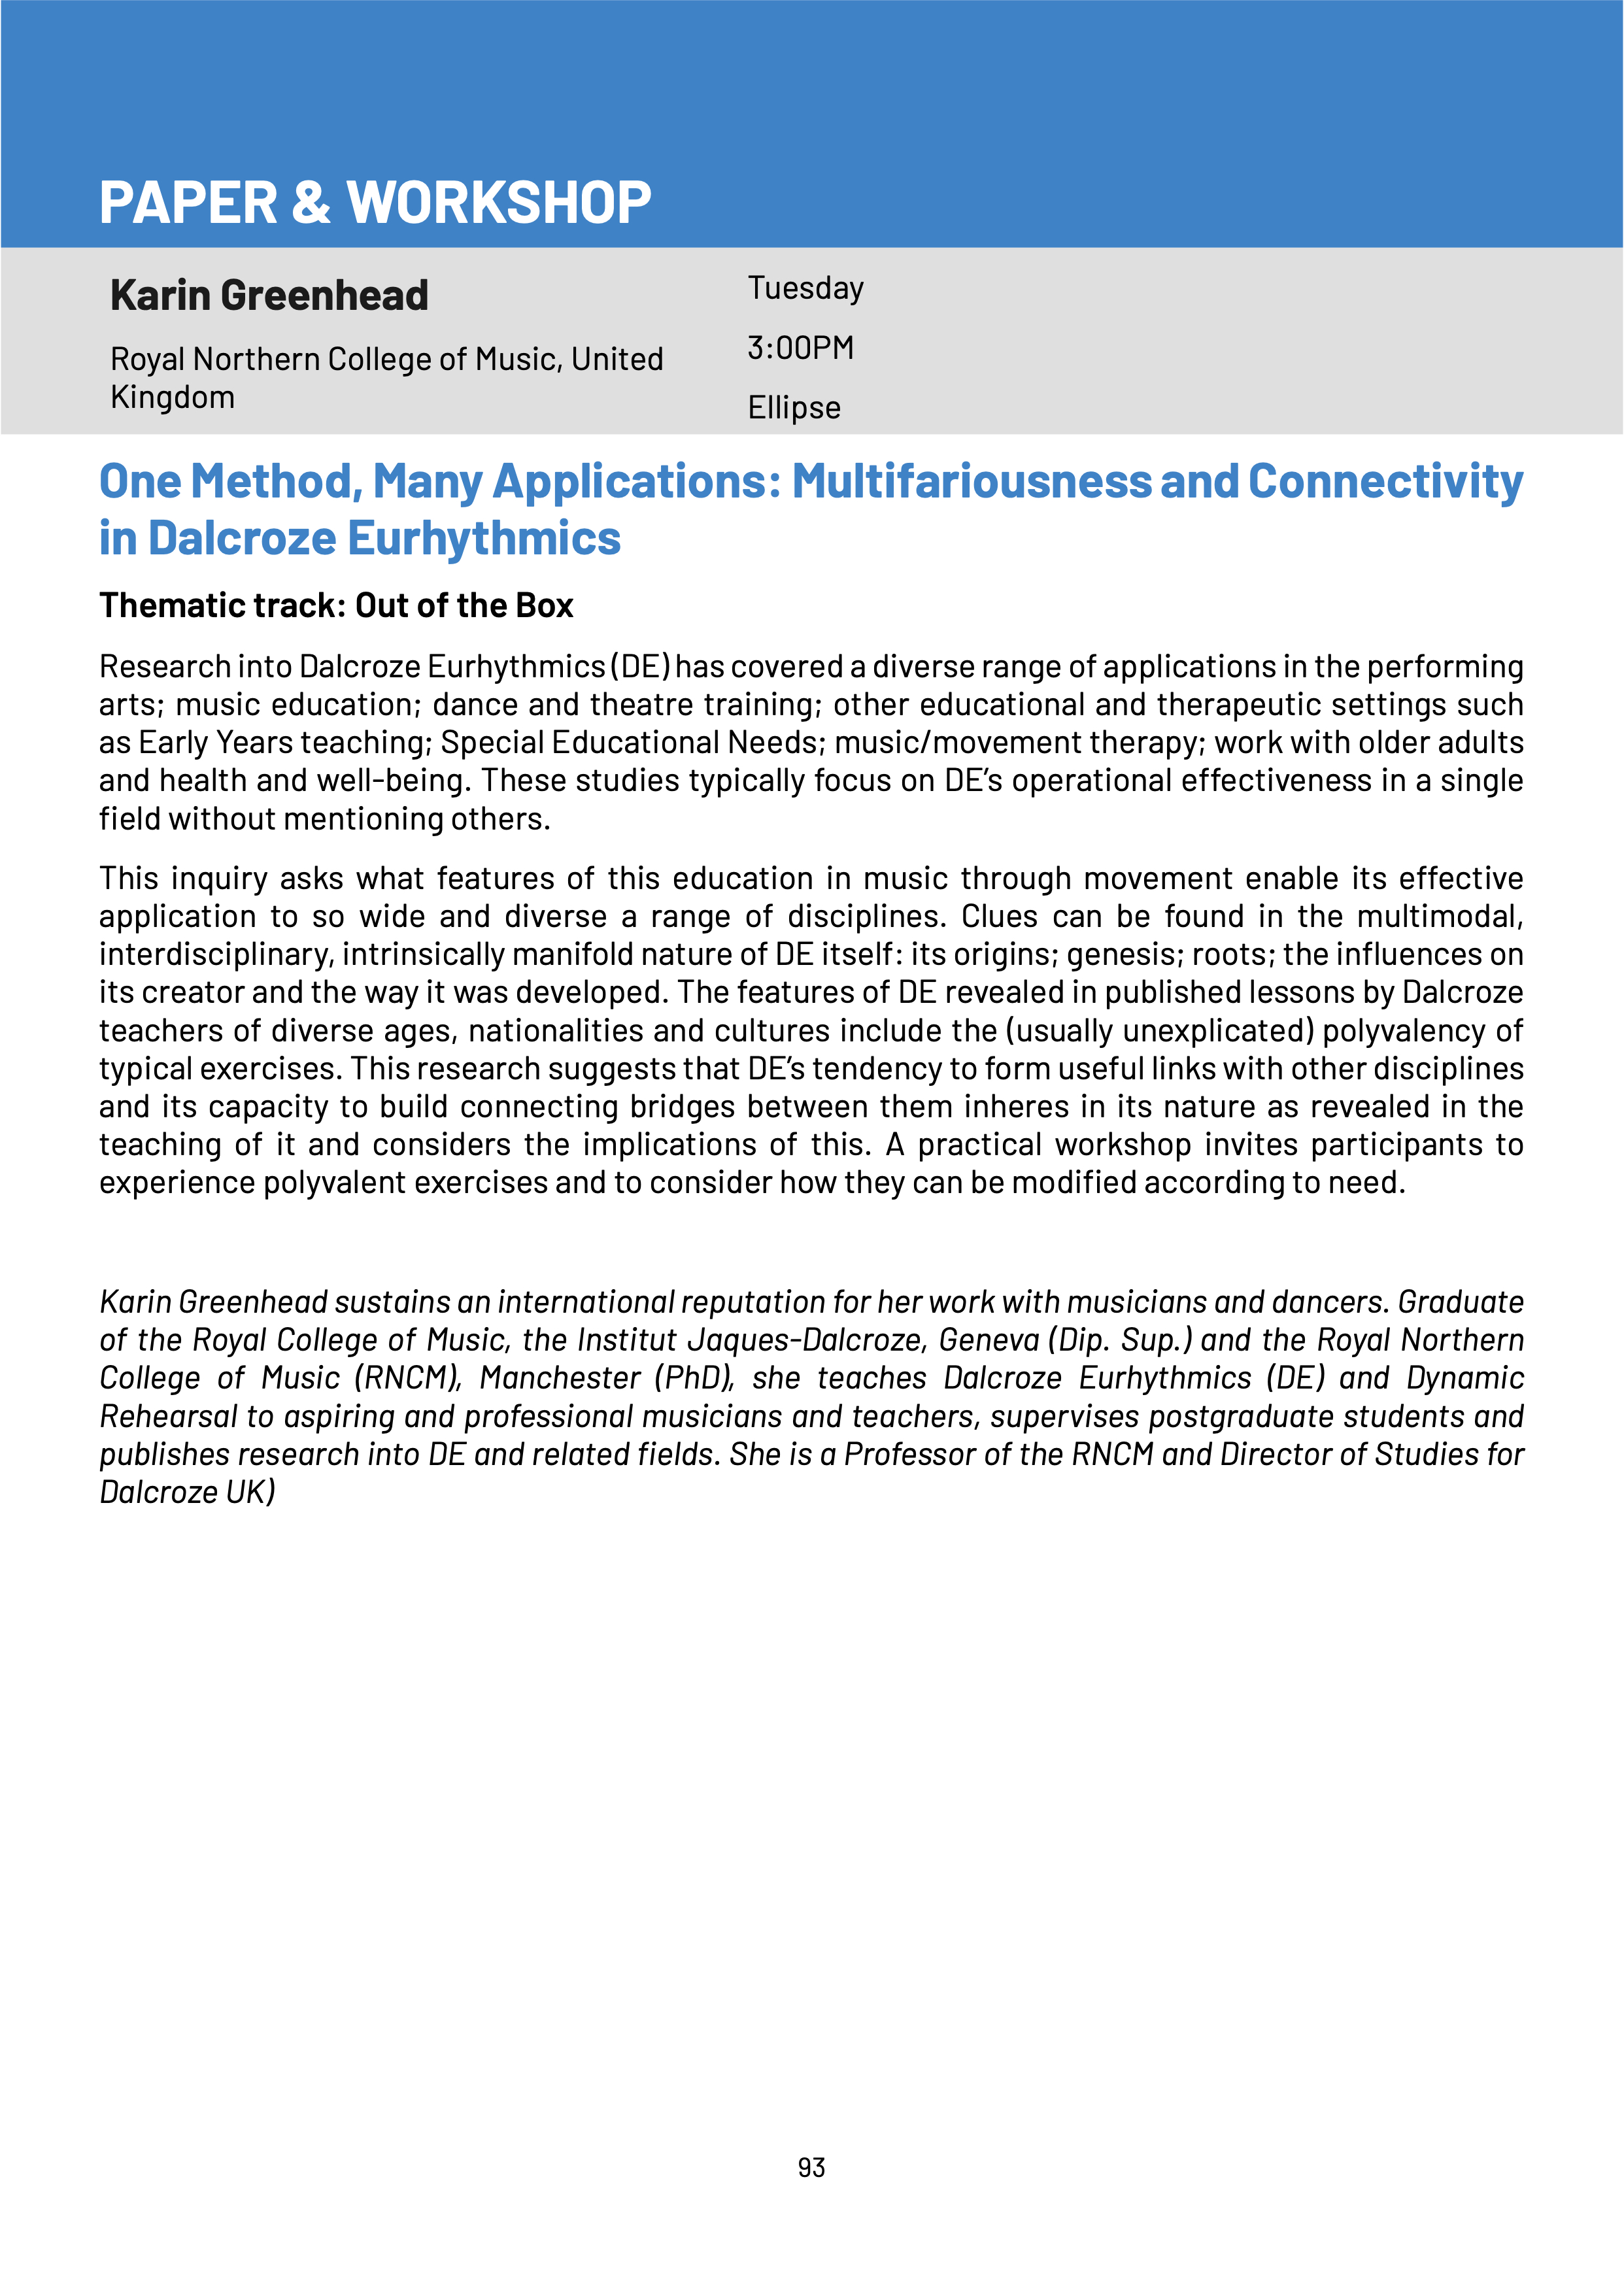 PAPER & WORKSHOP
Karin Greenhead
Royal Northern College of Music, United
Kingdom
Tuesday
3:00PM
Ellipse
One Method, Many Applications: Multifariousness and Connectivity
in Dalcroze Eurhythmics
Thematic track: Out of the Box
Research into Dalcroze Eurhythmics (DE) has covered a diverse range of applications in the performing
arts; music education; dance and theatre training; other educational and therapeutic settings such
as Early Years teaching; Special Educational Needs; music/movement therapy; work with older adults
and health and well-being. These studies typically focus on DE’s operational effectiveness in a single
field without mentioning others.
This inquiry asks what features of this education in music through movement enable its effective
application to so wide and diverse a range of disciplines. Clues can be found in the multimodal,
interdisciplinary, intrinsically manifold nature of DE itself: its origins; genesis; roots; the influences on
its creator and the way it was developed. The features of DE revealed in published lessons by Dalcroze
teachers of diverse ages, nationalities and cultures include the (usually unexplicated) polyvalency of
typical exercises. This research suggests that DE’s tendency to form useful links with other disciplines
and its capacity to build connecting bridges between them inheres in its nature as revealed in the
teaching of it and considers the implications of this. A practical workshop invites participants to
experience polyvalent exercises and to consider how they can be modified according to need.
Karin Greenhead sustains an international reputation for her work with musicians and dancers. Graduate
of the Royal College of Music, the Institut Jaques-Dalcroze, Geneva (Dip. Sup.) and the Royal Northern
College of Music (RNCM), Manchester (PhD), she teaches Dalcroze Eurhythmics (DE) and Dynamic
Rehearsal to aspiring and professional musicians and teachers, supervises postgraduate students and
publishes research into DE and related fields. She is a Professor of the RNCM and Director of Studies for
Dalcroze UK)
93